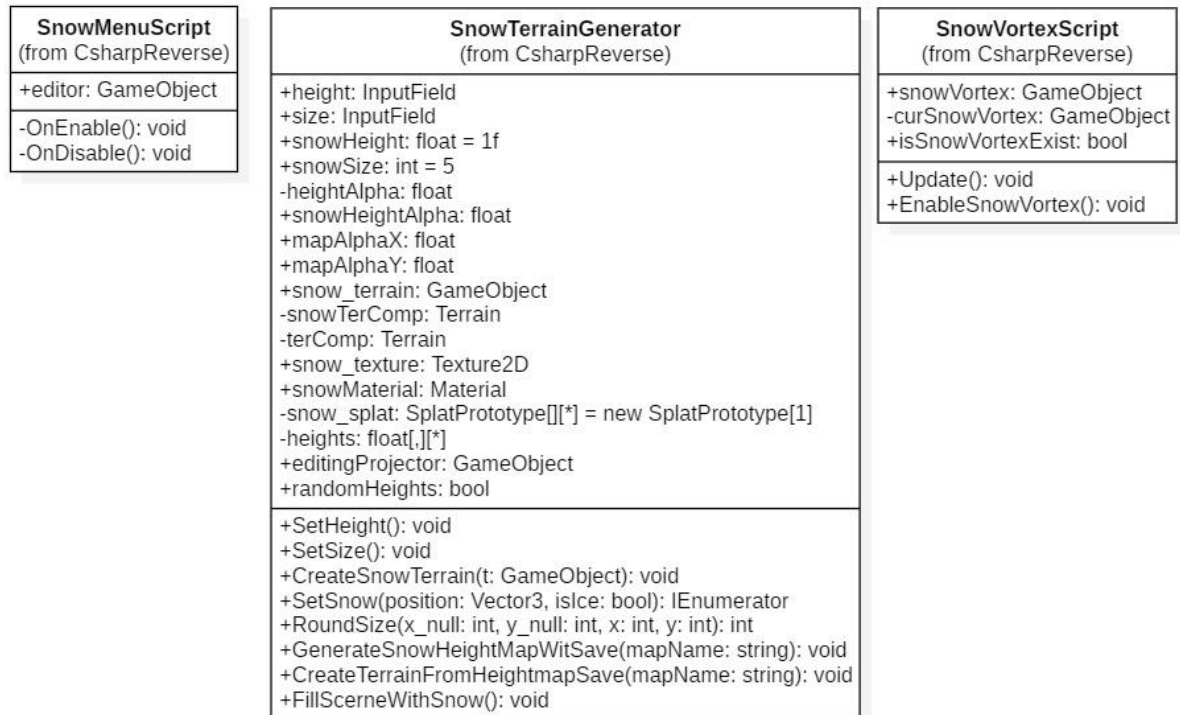 SnowMenuScript
(from CsharpReverse)
+editor: GameObject
-OnEnable(): void
-OnDisable(): void
SnowTerrainGenerator
(from CsharpReverse)
+height: InputField
+size: InputField
+snowHeight: float = 1f
+snowSize: int = 5
-heightAlpha: float
+snowHeightAlpha: float
+mapAlphaX: float
+mapAlphaY: float
+snow_terrain: GameObject
-snowTerComp: Terrain
-terComp: Terrain
+snow_texture: Texture2D
+snowMaterial: Material
-snow_splat: SplatPrototype[][*] = new SplatPrototype[1]
-heights: float[,][*]
+editingProjector: GameObject
+randomHeights: bool
+SetHeight(): void
+SetSize(): void
+CreateSnowTerrain(t: GameObject): void
+SetSnow(position: Vector3, isIce: bool): IEnumerator
+RoundSize(x_null: int, y_null: int, x: int, y: int): int
+GenerateSnowHeightMapWitSave(mapName: string): void
+CreateTerrainFromHeightmapSave(mapName: string): void
+FillScerneWithSnow(): void
SnowVortexScript
(from CsharpReverse)
+snowVortex: GameObject
-curSnowVortex: GameObject
+isSnowVortexExist: bool
+Update(): void
+EnableSnowVortex(): void